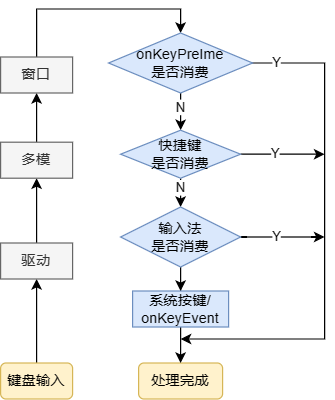 onKeyPreIme
是否消费
Y
窗口
N
快捷键
是否消费
Y
多模
N
输入法
是否消费
Y
驱动
系统按键/
onKeyEvent
键盘输入
处理完成